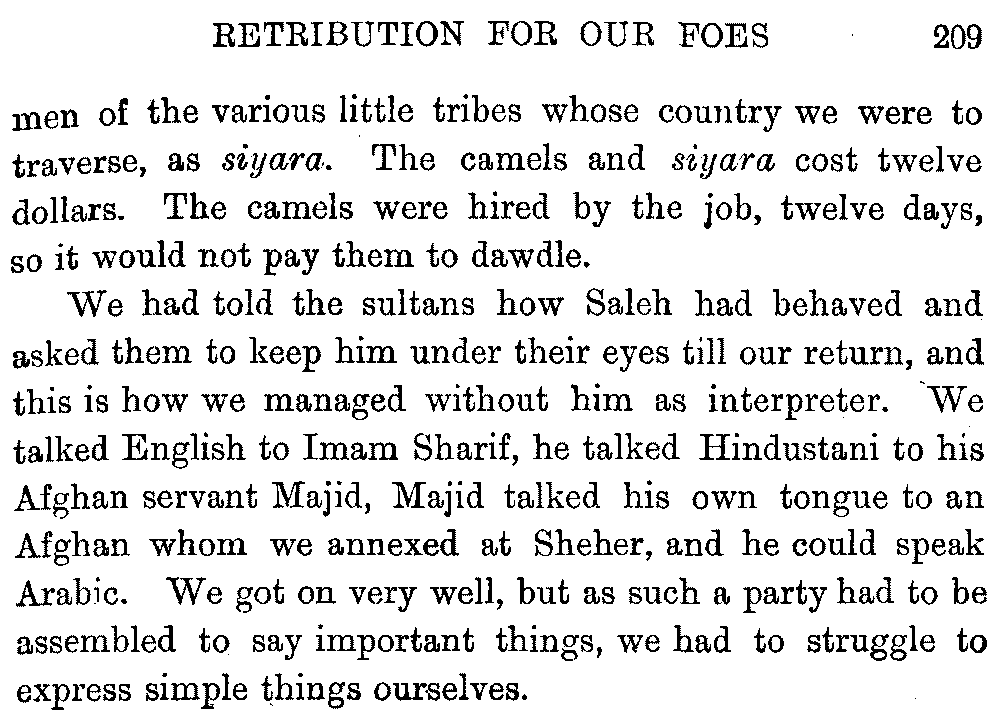 RETRIBUTION FOR OUR FOES 209
men of the various little tribes whose country we were to
traverse, as siyara. The camels and siyara cost twelve
dollars. The camels were hired by the job, twelve days,
so it would not pay them to dawdle.
We had told the sultans how Saleh had behaved and
asked them to keep him under their eyes till our return, and
this is how we managed without him as interpreter. We
talked English to Imam Sharif, he talked Hindustani to his
Afghan servant Majid, Majid talked his own tongue to an
Afghan whom we annexed at Sheher, and he could speak
Arabic. We got on very well, but as such a party had to be
assembled to say important things, we had to struggle to
express simple things ourselves.